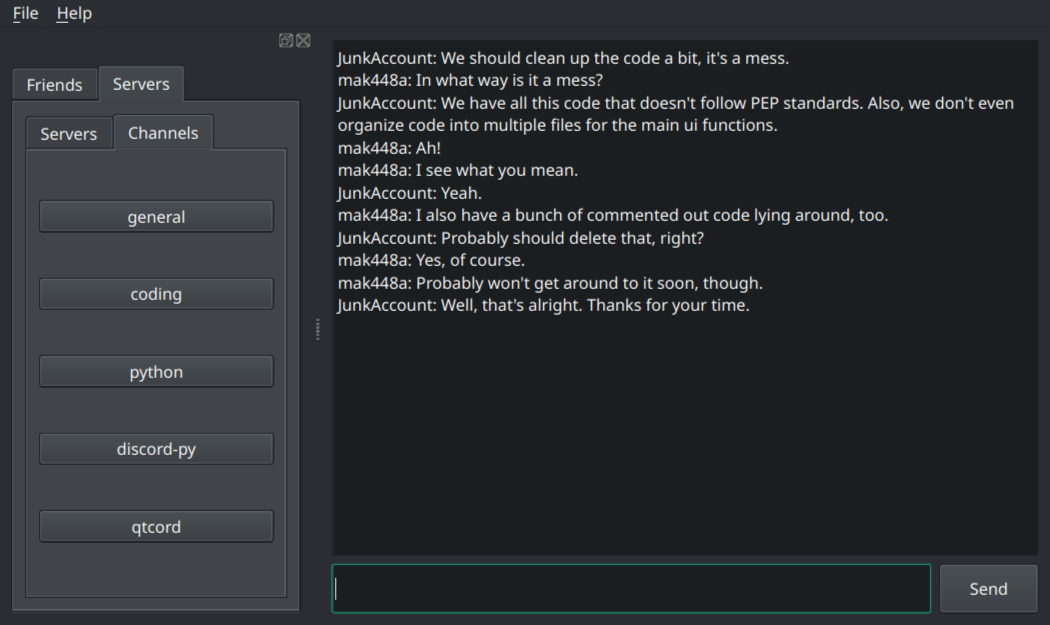 File Help
Friends Servers
Servers Channels
general
coding
python
discord-py
qtcord
JunkAccount: We should clean up the code a bit, it's a mess.
mak448a: In what way is it a mess?
JunkAccount: We have all this code that doesn't follow PEP standards. Also, we don't even
organize code into multiple files for the main ui functions.
mak448a: Ah!
mak448a: I see what you mean.
JunkAccount: Yeah.
mak448a: I also have a bunch of commented out code lying around, too.
JunkAccount: Probably should delete that, right?
mak448a: Yes, of course.
mak448a: Probably won't get around to it soon, though.
JunkAccount: Well, that's alright. Thanks for your time.
Send